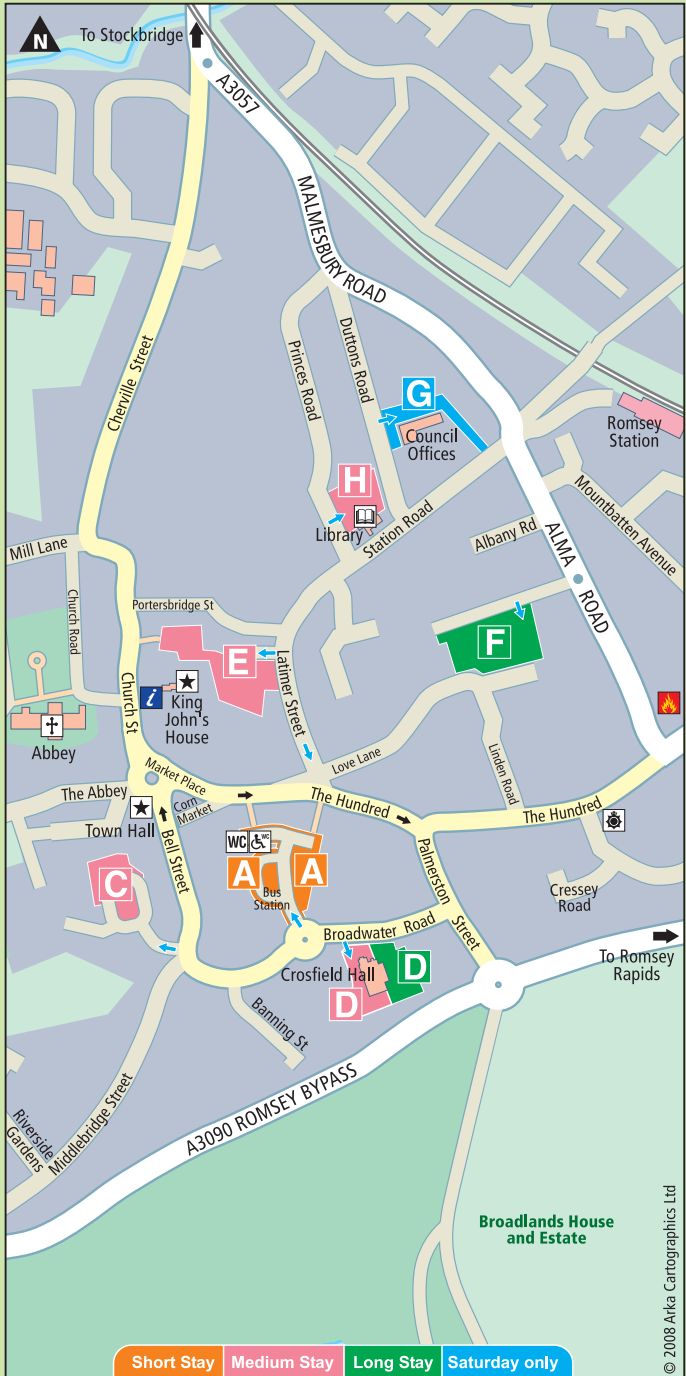 N
To Stockbridge
A3057
MALMESBURY ROAD
Cherville Street
Princes Road
Duttons Road
G
Council
Offices
Romsey
Station
H
Library
Station Road
Mountbatten Avenue
Albany Rd
ALMA
ROAD
Mill Lane
Church Road
Portersbridge St
F
E
Latimer Street
i
King
John's
House
Church St
Abbey
Love Lane
Linden Road
Market Place
The Abbey
Corn
Market
The Hundred
The Hundred
Town Hall
Bell Street
WC
WC
A
A
Bus
Station
C
Palmerston
Street
Cressey
Road
Broadwater Road
To Romsey
Rapids
Crosfield Hall
D
D
Banning St
A3090 ROMSEY BYPASS
Middlebridge Street
Riverside
Gardens
Broadlands House
and Estate
© 2008 Arka Cartographics Ltd
Short Stay
Medium Stay
Long Stay
Saturday only